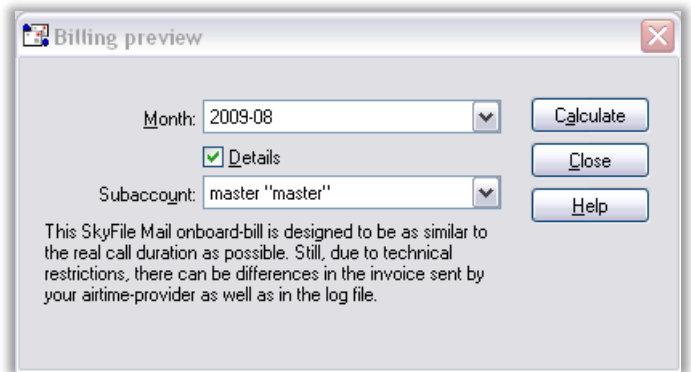 Billing preview
Month: 2009-08
Calculate
Details
Close
Subaccount: master "master"
Help
This SkyFile Mail onboard-bill is designed to be as similar to
the real call duration as possible. Still, due to technical
restrictions, there can be differences in the invoice sent by
your airtime-provider as well as in the log file.